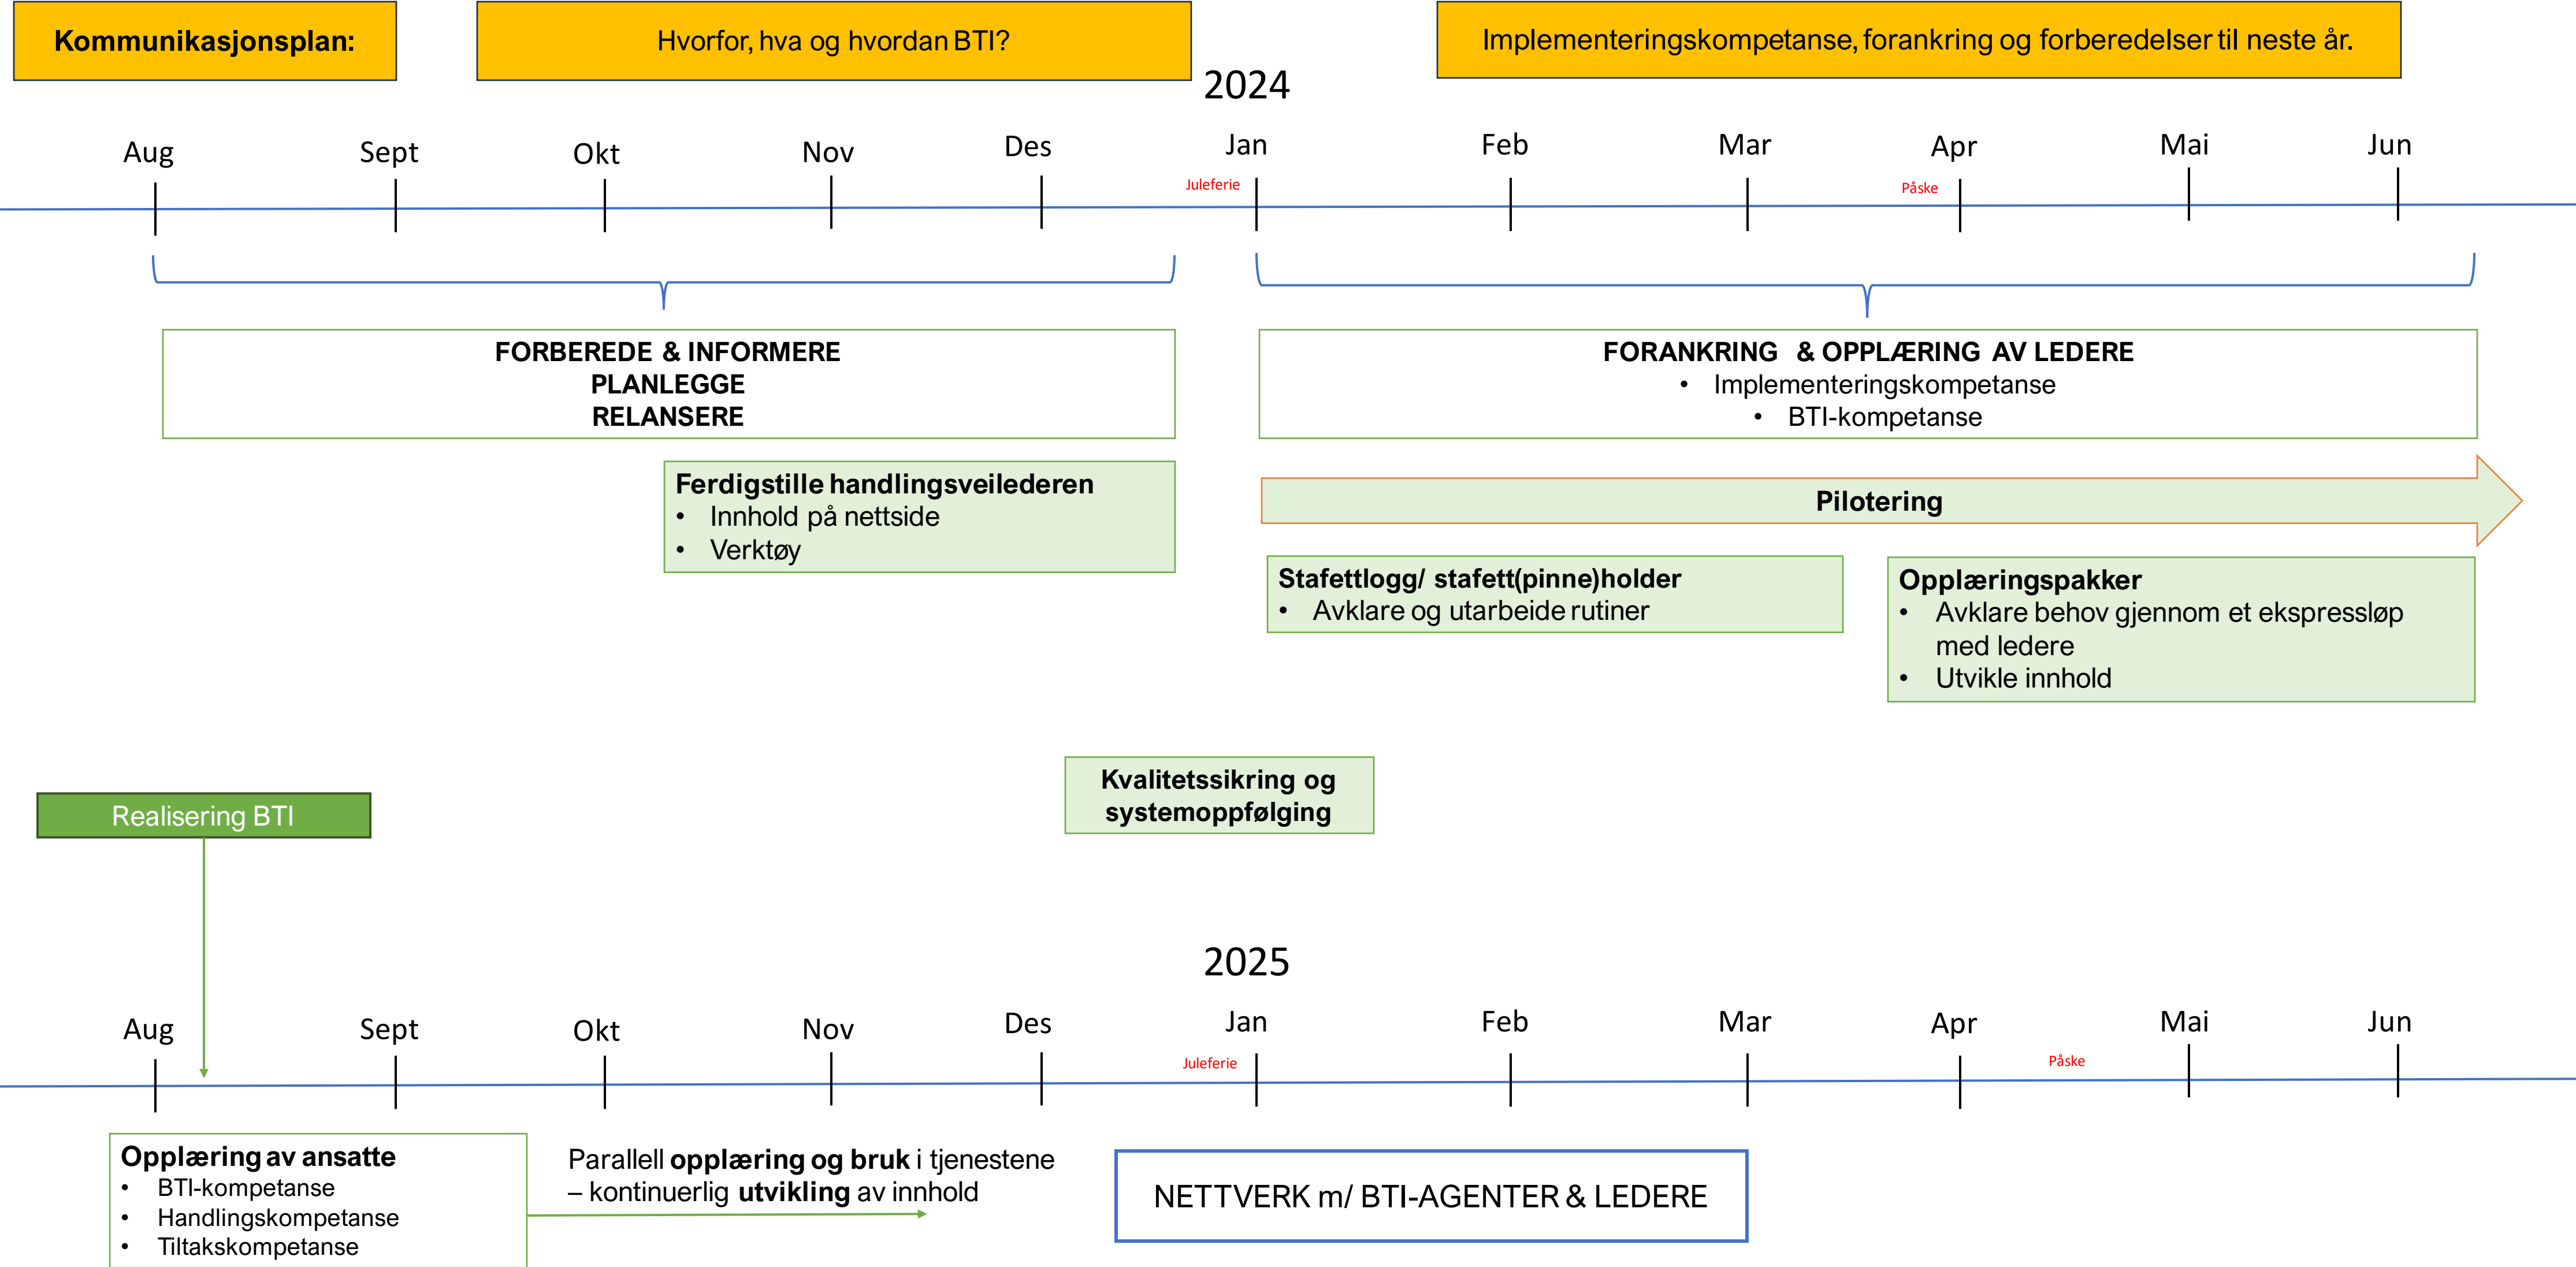 Kommunikasjonsplan:
Hvorfor, hva og hvordan BTI?
Implementeringskompetanse, forankring og forberedelser til neste år.
2024
Aug
Sept
Okt
Nov
Des
Jan
Feb
Mar
Apr
Mai
Jun
Juleferie
Påske
FORBEREDE & INFORMERE
PLANLEGGE
RELANSERE
FORANKRING & OPPLÆRING AV LEDERE
• Implementeringskompetanse
• BTI-kompetanse
Ferdigstille handlingsveilederen
• Innhold på nettside
• Verktøy
Pilotering
Stafettlogg/ stafett(pinne)holder
• Avklare og utarbeide rutiner
Opplæringspakker
• Avklare behov gjennom et ekspressløp
med ledere
• Utvikle innhold
Kvalitetssikring og
systemoppfølging
Realisering BTI
2025
Aug
Sept
Okt
Nov
Des
Jan
Feb
Mar
Apr
Mai
Jun
Juleferie
Påske
Opplæring av ansatte
• BTI-kompetanse
• Handlingskompetanse
• Tiltakskompetanse
Parallell opplæring og bruk i tjenestene
– kontinuerlig utvikling av innhold
NETTVERK m/ BTI-AGENTER & LEDERE